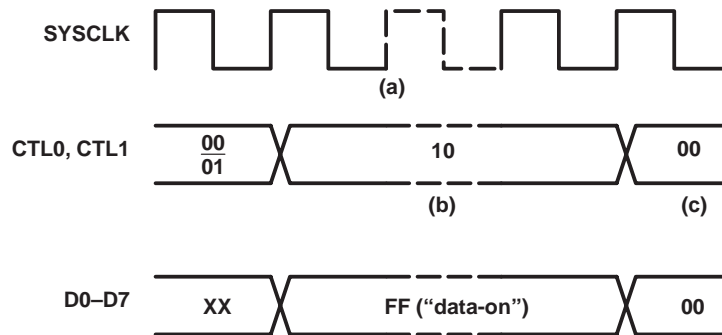 SYSCLK
(a)
CTL0, CTL1
00
01
10
00
(b)
(c)
D0–D7
XX
FF (“data-on”)
00